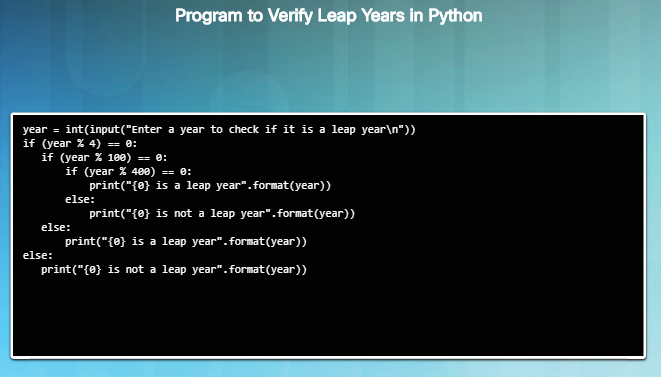 Program to Verify Leap Years in Python
year = int(input("Enter a year to check if it is a leap year\n"))
if (year % 4) == 0:
   if (year % 100) == 0:
       if (year % 400) == 0:
           print("{0} is a leap year".format(year))
       else:
           print("{0} is not a leap year".format(year))
   else:
       print("{0} is a leap year".format(year))
else:
   print("{0} is not a leap year".format(year))